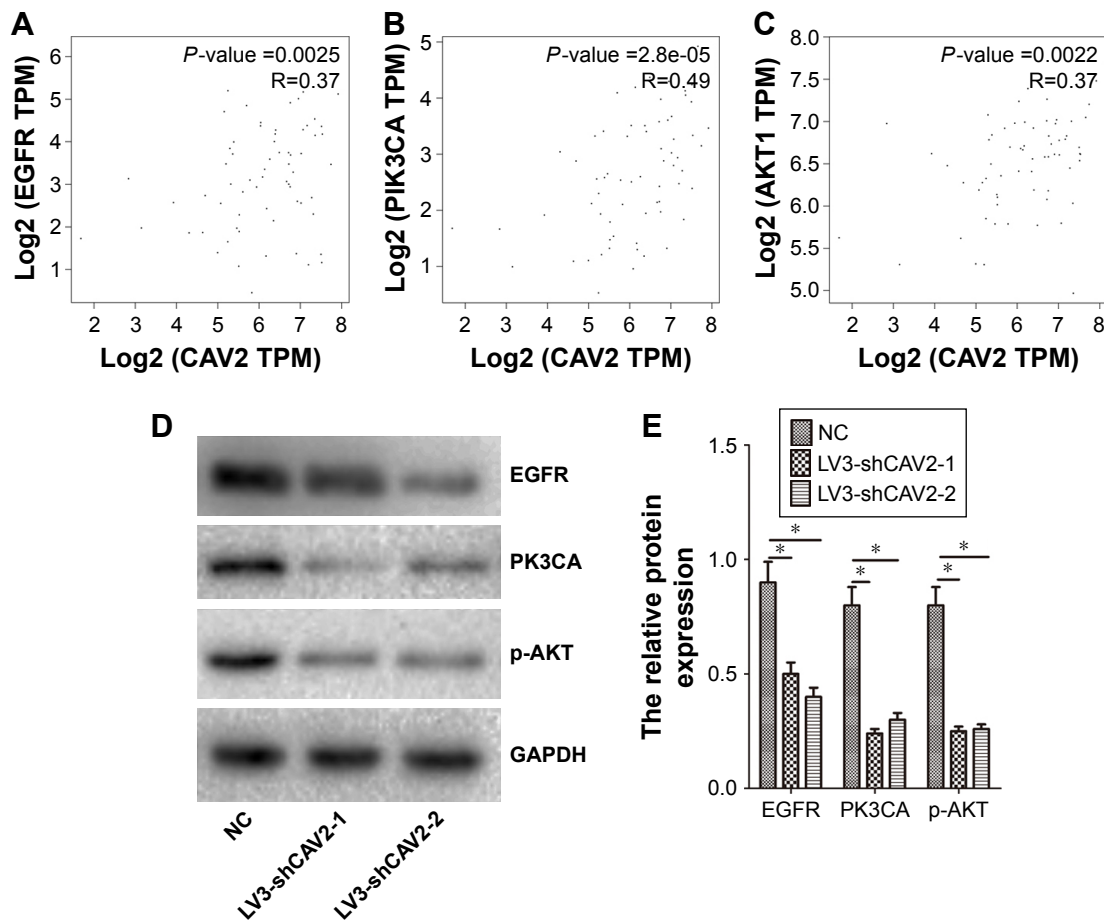 A
P-value =0.0025
R=0.37
Log2 (EGFR TPM)
6
5
4
3
2
1
2 3 4 5 6 7 8
Log2 (CAV2 TPM)
B
P-value =2.8e-05
R=0.49
Log2 (PIK3CA TPM)
5
4
3
2
1
2 3 4 5 6 7 8
Log2 (CAV2 TPM)
C
P-value =0.0022
R=0.37
Log2 (AKT1 TPM)
8.0
7.5
7.0
6.5
6.0
5.5
5.0
2 3 4 5 6 7 8
Log2 (CAV2 TPM)
D
EGFR
PK3CA
p-AKT
GAPDH
NC
LV3-shCAV2-1
LV3-shCAV2-2
E
NC
LV3-shCAV2-1
LV3-shCAV2-2
The relative protein
expression
1.5
1.0
0.5
0.0
* * * * * *
EGFR PK3CA p-AKT